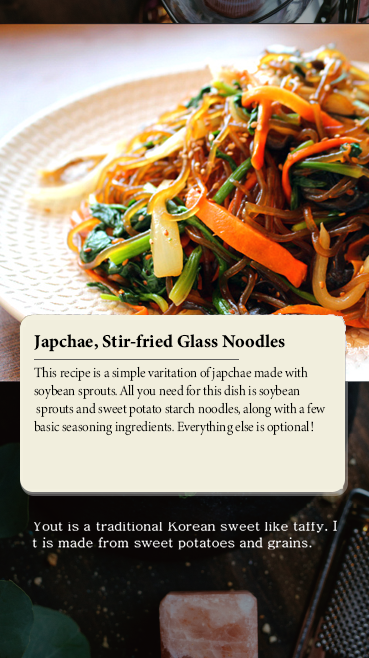 Japchae, Stir-fried Glass Noodles
This recipe is a simple varitation of japchae made with
soybean sprouts. All you need for this dish is soybean
sprouts and sweet potato starch noodles, along with a few
basic seasoning ingredients. Everything else is optional!
Yout is a traditional Korean sweet like taffy. I
t is made from sweet potatoes and grains.